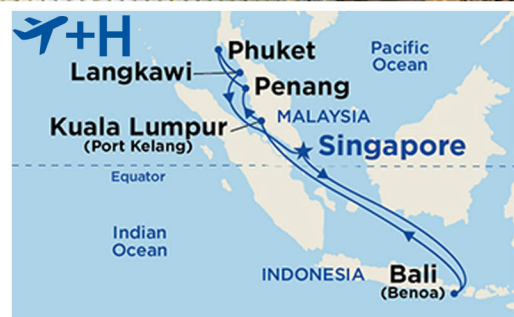 +H
Phuket
Pacific
Ocean
Langkawi
Penang
MALAYSIA
Kuala Lumpur
(Port Kelang)
Singapore
Equator
Indian
Ocean
INDONESIA
Bali
(Benoa)